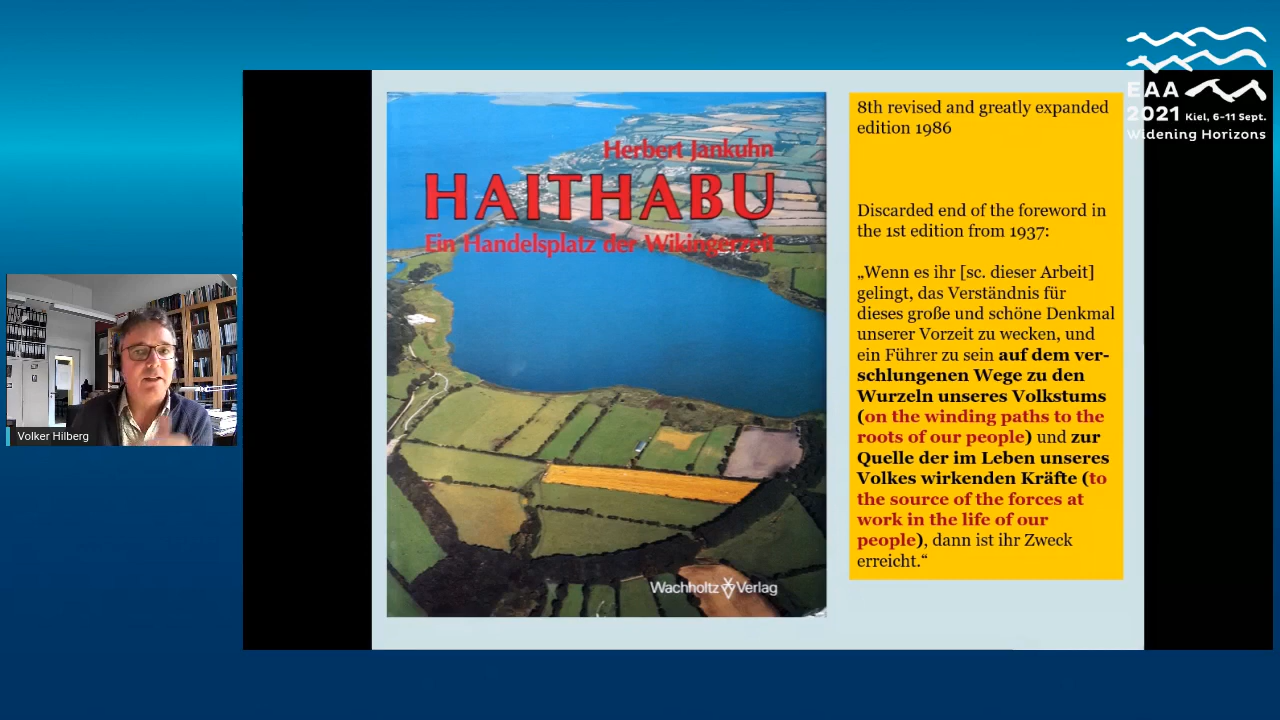 EAA
2021 Kiel, 6-11 Sept.
Widening Horizons
Herbert Jankuhn
HAITHABU
Ein Handelsplatz der Wikingerzeit
Wachholtz Verlag
8th revised and greatly expanded
edition 1986
Discarded end of the foreword in
the 1st edition from 1937:
„Wenn es ihr [sc. dieser Arbeit]
gelingt, das Verständnis für
dieses große und schöne Denkmal
unserer Vorzeit zu wecken, und
ein Führer zu sein auf dem ver-
schlungenen Wege zu den
Wurzeln unseres Volkstums
(on the winding paths to the
roots of our people) und zur
Quelle der im Leben unseres
Volkes wirkenden Kräfte (to
the source of the forces at
work in the life of our
people), dann ist ihr Zweck
erreicht.“
Volker Hilberg